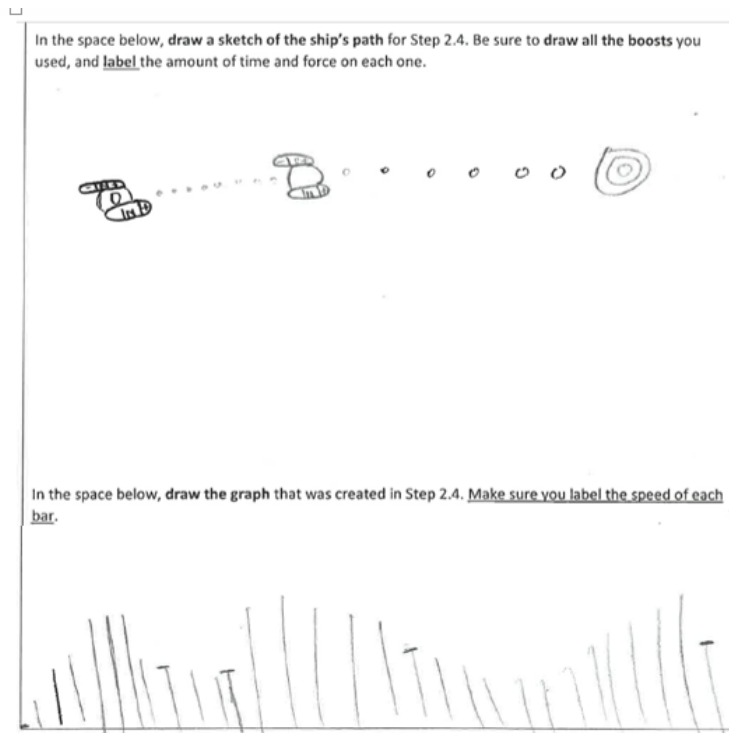 In the space below, draw a sketch of the ship's path for Step 2.4. Be sure to draw all the boosts you
used, and label the amount of time and force on each one.
In the space below, draw the graph that was created in Step 2.4. Make sure you label the speed of each
bar.